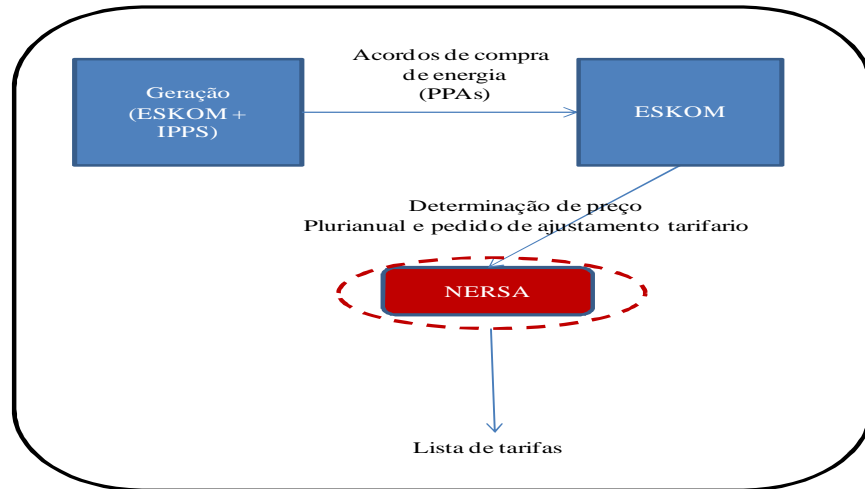 Acordos de compra
de energia
(PPAs)
Geração
(ESKOM +
IPPS)
ESKOM
Determinação de preço
Plurianual e pedido de ajustamento tarifario
NERSA
Lista de tarifas